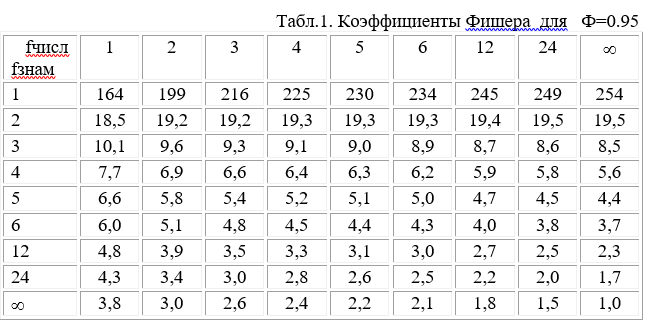 Табл.1. Коэффициенты Фишера для Ф=0.95
fчисл 1 2 3 4 5 6 12 24 ∞
fзнам
1 164 199 216 225 230 234 245 249 254
2 18,5 19,2 19,2 19,3 19,3 19,3 19,4 19,5 19,5
3 10,1 9,6 9,3 9,1 9,0 8,9 8,7 8,6 8,5
4 7,7 6,9 6,6 6,4 6,3 6,2 5,9 5,8 5,6
5 6,6 5,8 5,4 5,2 5,1 5,0 4,7 4,5 4,4
6 6,0 5,1 4,8 4,5 4,4 4,3 4,0 3,8 3,7
12 4,8 3,9 3,5 3,3 3,1 3,0 2,7 2,5 2,3
24 4,3 3,4 3,0 2,8 2,6 2,5 2,2 2,0 1,7
∞ 3,8 3,0 2,6 2,4 2,2 2,1 1,8 1,5 1,0